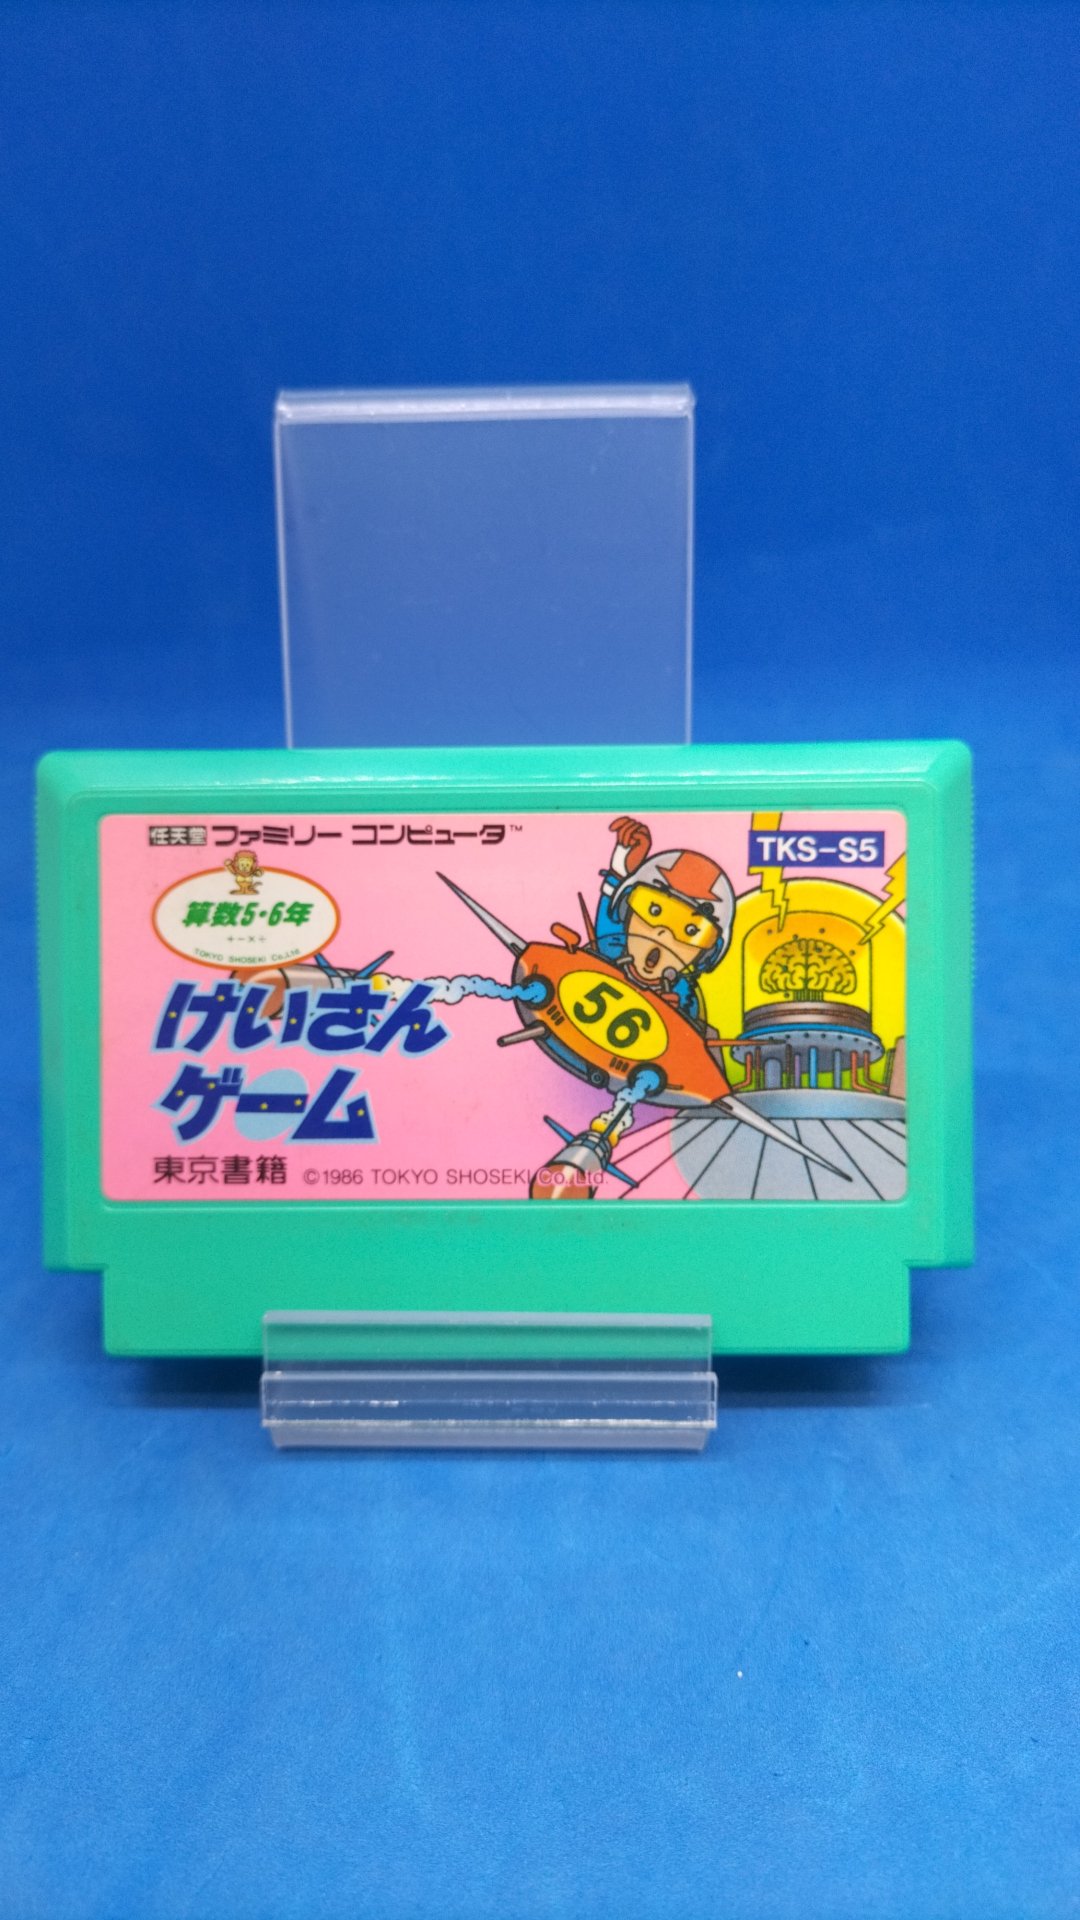 任天堂 ファミリー コンピュータ™
TKS-S5
算数5・6年
+-×÷
TOKYO SHOSEKI Co.,Ltd.
56
けいさん
ゲーム
東京書籍 ©1986 TOKYO SHOSEKI Co., Ltd.